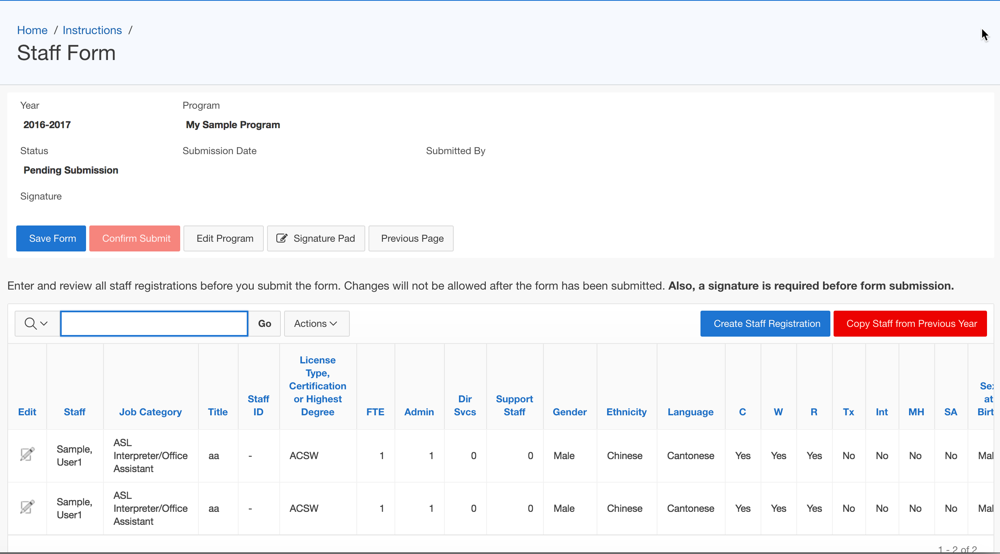 Home / Instructions /
Staff Form
Year Program
2016-2017 My Sample Program
Status Submission Date Submitted By
Pending Submission
Signature
Save Form Confirm Submit Edit Program Signature Pad Previous Page
Enter and review all staff registrations before you submit the form. Changes will not be allowed after the form has been submitted. Also, a signature is required before form submission.
Go Actions Create Staff Registration Copy Staff from Previous Year
Edit
Staff
Job Category
Title
Staff
ID
License
Type,
Certification
or Highest
Degree
FTE
Admin
Dir
Svcs
Support
Staff
Gender
Ethnicity
Language
C
W
R
Tx
Int
MH
SA
at
Sample,
User1
ASL
Interpreter/Office
Assistant
aa - ACSW 1 1 0 0 Male Chinese Cantonese Yes Yes Yes No No No No
Sample,
User1
ASL
Interpreter/Office
Assistant
aa - ACSW 1 1 0 0 Male Chinese Cantonese Yes Yes Yes No No No No
1 - 2 of 2